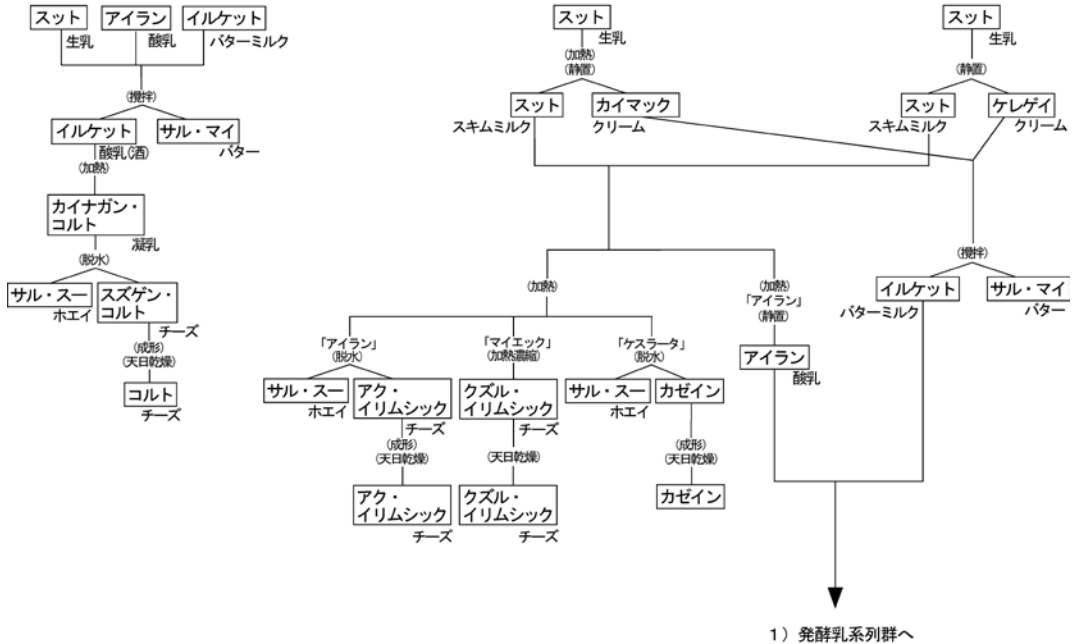 スット
生乳
アイラン
酸乳
イルケット
バターミルク
(攪拌)
イルケット
酸乳(酒)
サル・マイ
バター
(加熱)
カイナガン・
コルト
凝乳
(脱水)
サル・スー
ホエイ
スズゲン・
コルト
チーズ
(成形)
(天日乾燥)
コルト
チーズ
スット
生乳
(加熱)
(静置)
スット
スキムミルク
カイマック
クリーム
スット
生乳
(静置)
スット
スキムミルク
ケレゲイ
クリーム
(加熱)
「アイラン」
(脱水)
サル・スー
ホエイ
アク・
イリムシック
チーズ
(成形)
(天日乾燥)
アク・
イリムシック
チーズ
「マイエック」
(加熱濃縮)
クズル・
イリムシック
チーズ
(天日乾燥)
クズル・
イリムシック
チーズ
「ケスラータ」
(脱水)
サル・スー
ホエイ
カゼイン
(成形)
(天日乾燥)
カゼイン
(加熱)
「アイラン」
(静置)
アイラン
酸乳
(攪拌)
イルケット
バターミルク
サル・マイ
バター
1）発酵乳系列群へ